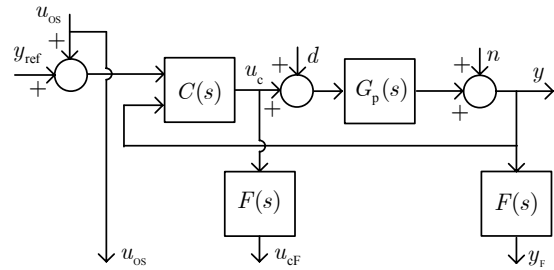 u_os
+
y_ref
+
C(s)
u_c
+
d
+
G_p(s)
+
n
+
y
F(s)
F(s)
u_os
u_cF
y_F